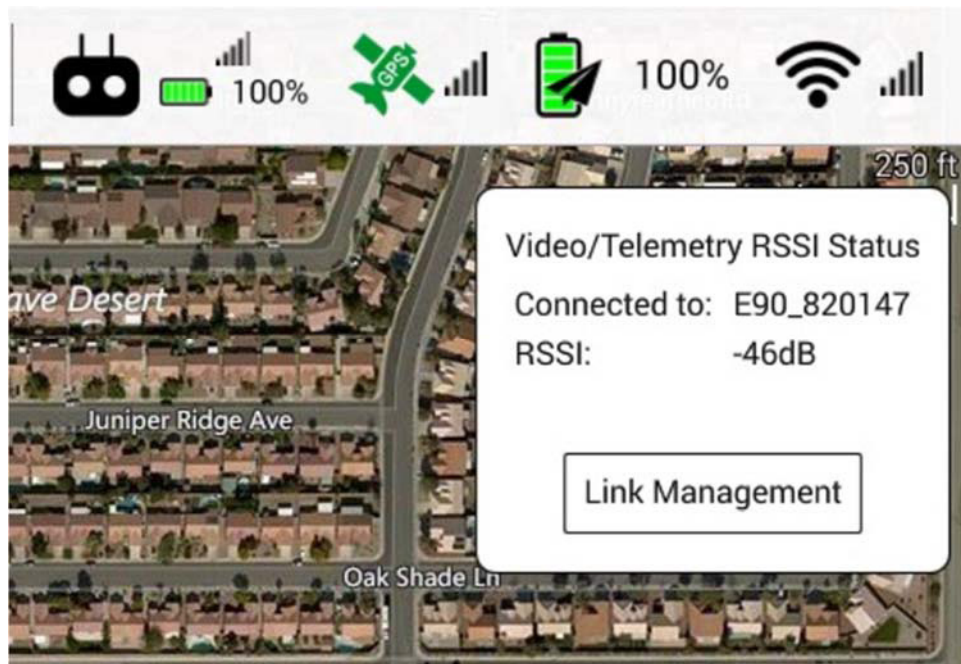 100%
GPS
100%
250 ft
Video/Telemetry RSSI Status
Connected to: E90_820147
RSSI: -46dB
ave Desert
Juniper Ridge Ave
Link Management
Oak Shade Ln